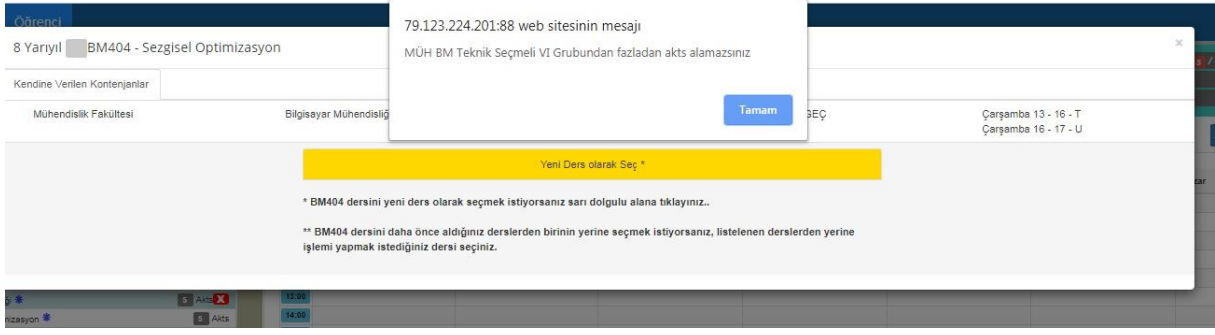 Öğrenci
79.123.224.201:88 web sitesinin mesajı
MÜH BM Teknik Seçmeli VI Grubundan fazladan akts alamazsınız
Tamam
8 Yarıyıl BM404 - Sezgisel Optimizasyon
×
Kendine Verilen Kontenjanlar
Mühendislik Fakültesi
Bilgisayar Mühendisliğ
GEÇ
Çarşamba 13 - 16 - T
Çarşamba 16 - 17 - U
Yeni Ders olarak Seç *
* BM404 dersini yeni ders olarak seçmek istiyorsanız sarı dolgulu alana tıklayınız..
** BM404 dersini daha önce aldığınız derslerden birinin yerine seçmek istiyorsanız, listelenen derslerden yerine
işlemi yapmak istediğiniz dersi seçiniz.
5 Akts X
13:00
mizasyon * 5 Akts
14:00